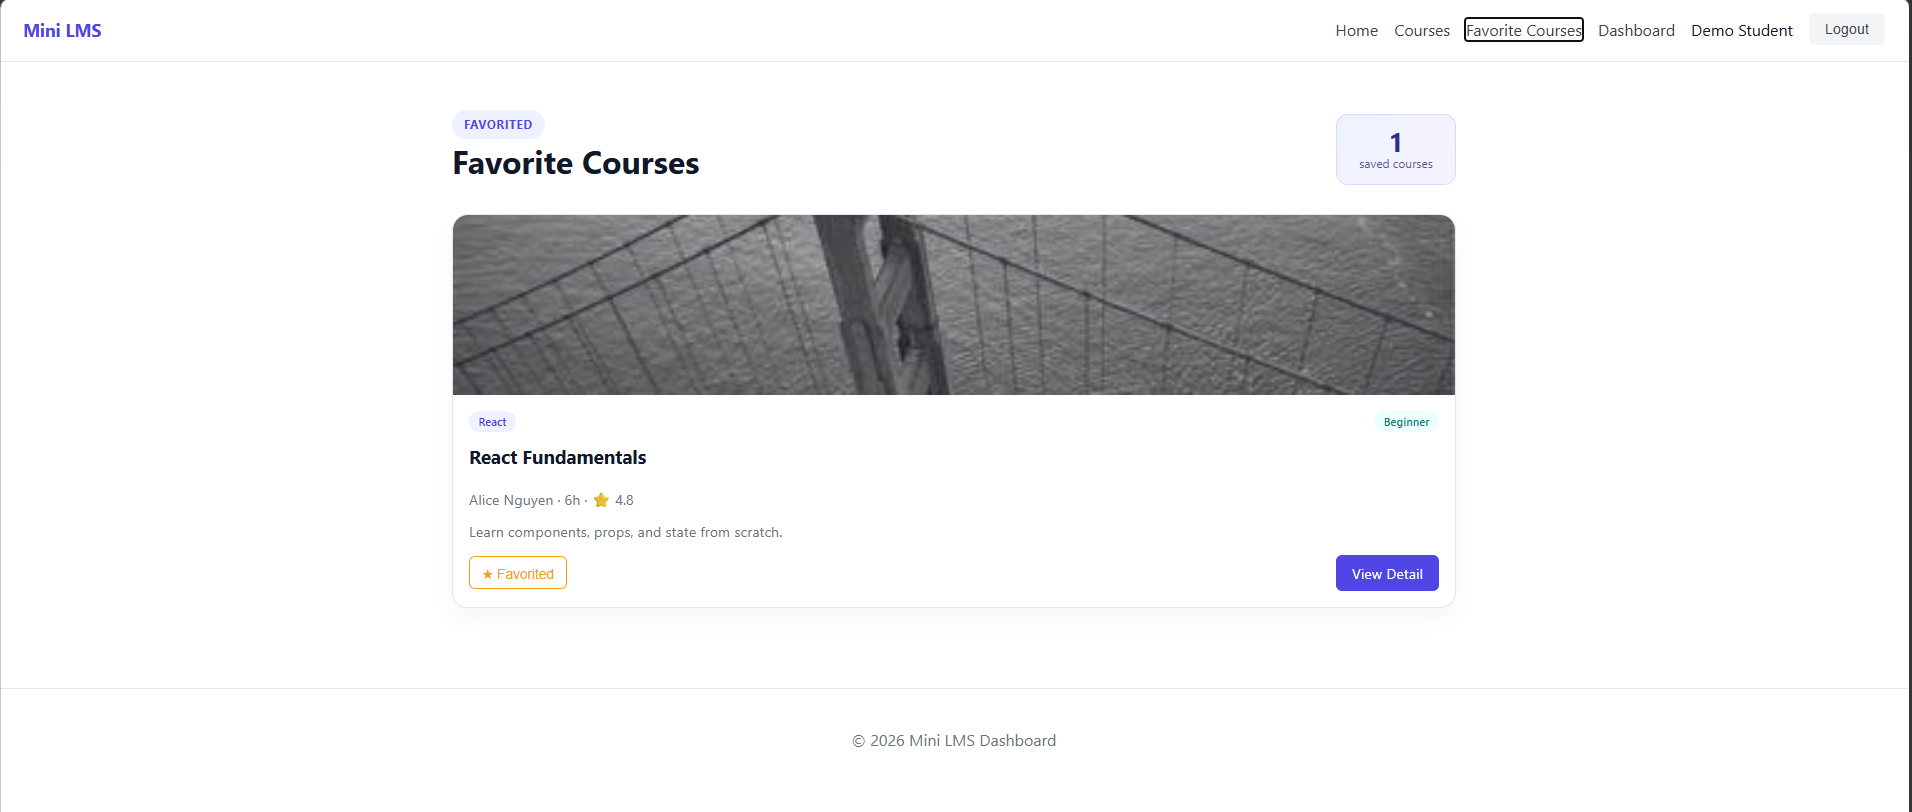 Mini LMS
Home Courses Favorite Courses Dashboard Demo Student Logout
FAVORITED
Favorite Courses
1
saved courses
React
Beginner
React Fundamentals
Alice Nguyen · 6h · ⭐ 4.8
Learn components, props, and state from scratch.
★ Favorited
View Detail
© 2026 Mini LMS Dashboard